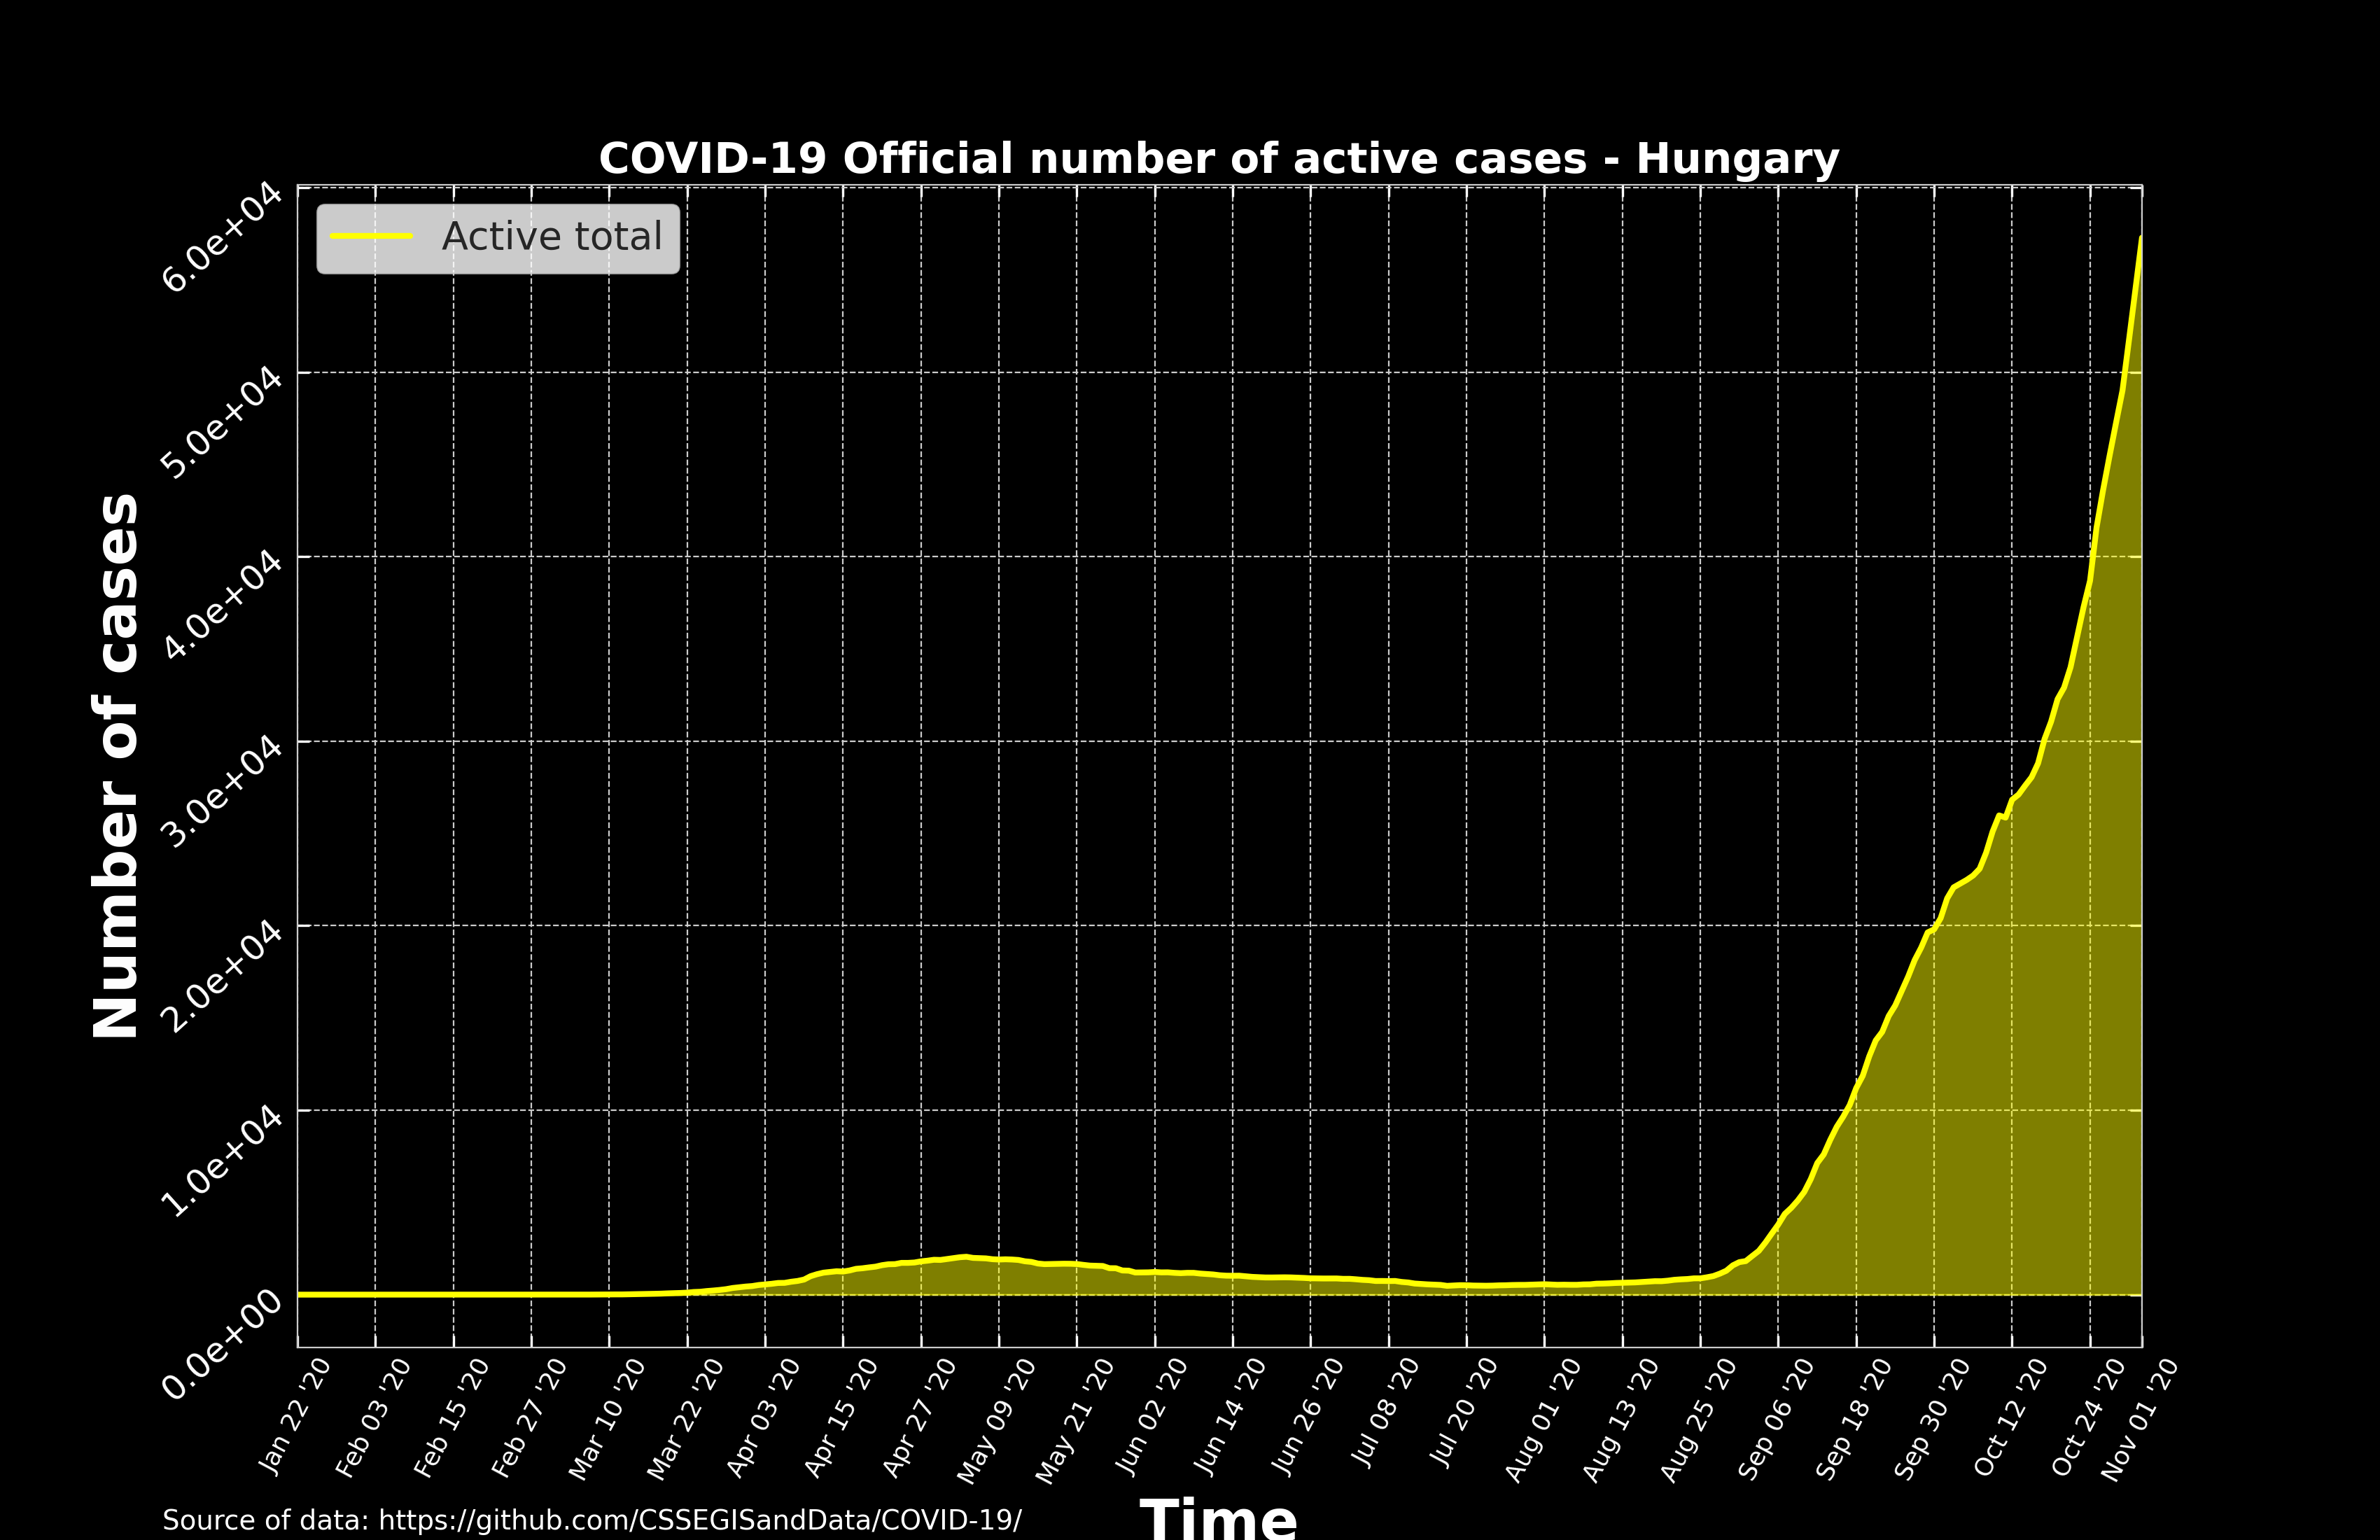 COVID-19 Official number of active cases - Hungary
Active total
Number of cases
6.0e+04
5.0e+04
4.0e+04
3.0e+04
2.0e+04
1.0e+04
0.0e+00
Jan 22 '20
Feb 03 '20
Feb 15 '20
Feb 27 '20
Mar 10 '20
Mar 22 '20
Apr 03 '20
Apr 15 '20
Apr 27 '20
May 09 '20
May 21 '20
Jun 02 '20
Jun 14 '20
Jun 26 '20
Jul 08 '20
Jul 20 '20
Aug 01 '20
Aug 13 '20
Aug 25 '20
Sep 06 '20
Sep 18 '20
Sep 30 '20
Oct 12 '20
Oct 24 '20
Nov 01 '20
Time
Source of data: https://github.com/CSSEGISandData/COVID-19/